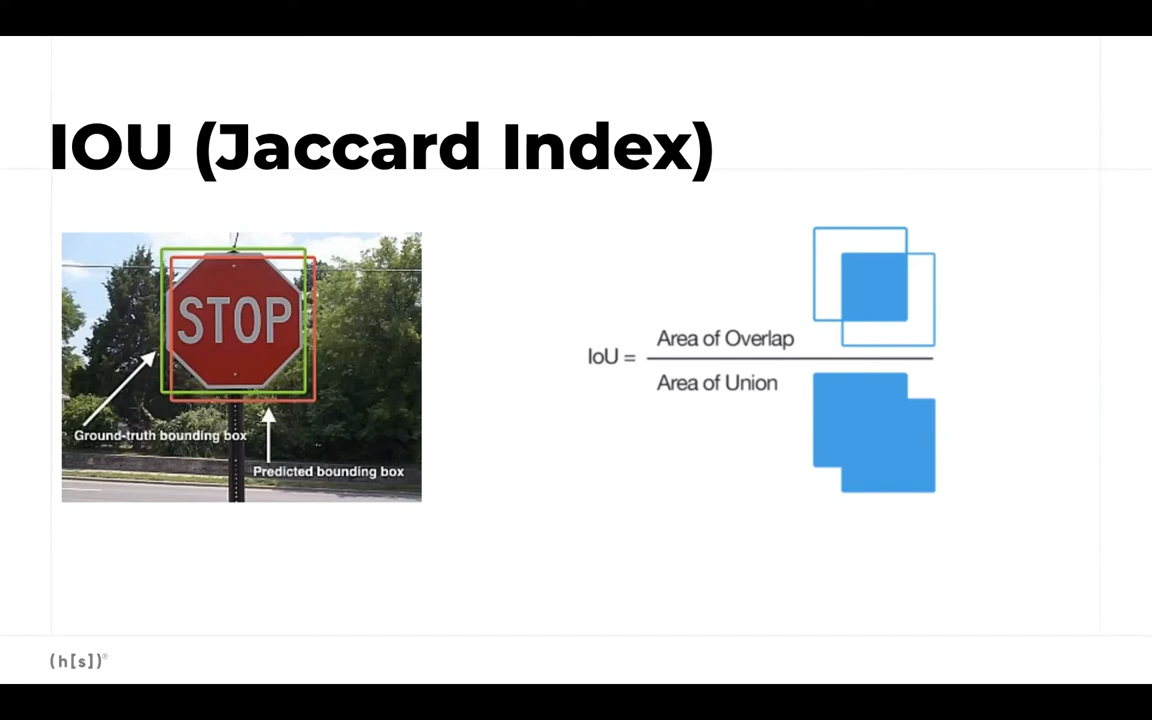 IOU (Jaccard Index)
STOP
Ground-truth bounding box
Predicted bounding box
IoU =
Area of Overlap
Area of Union
(h[s])®